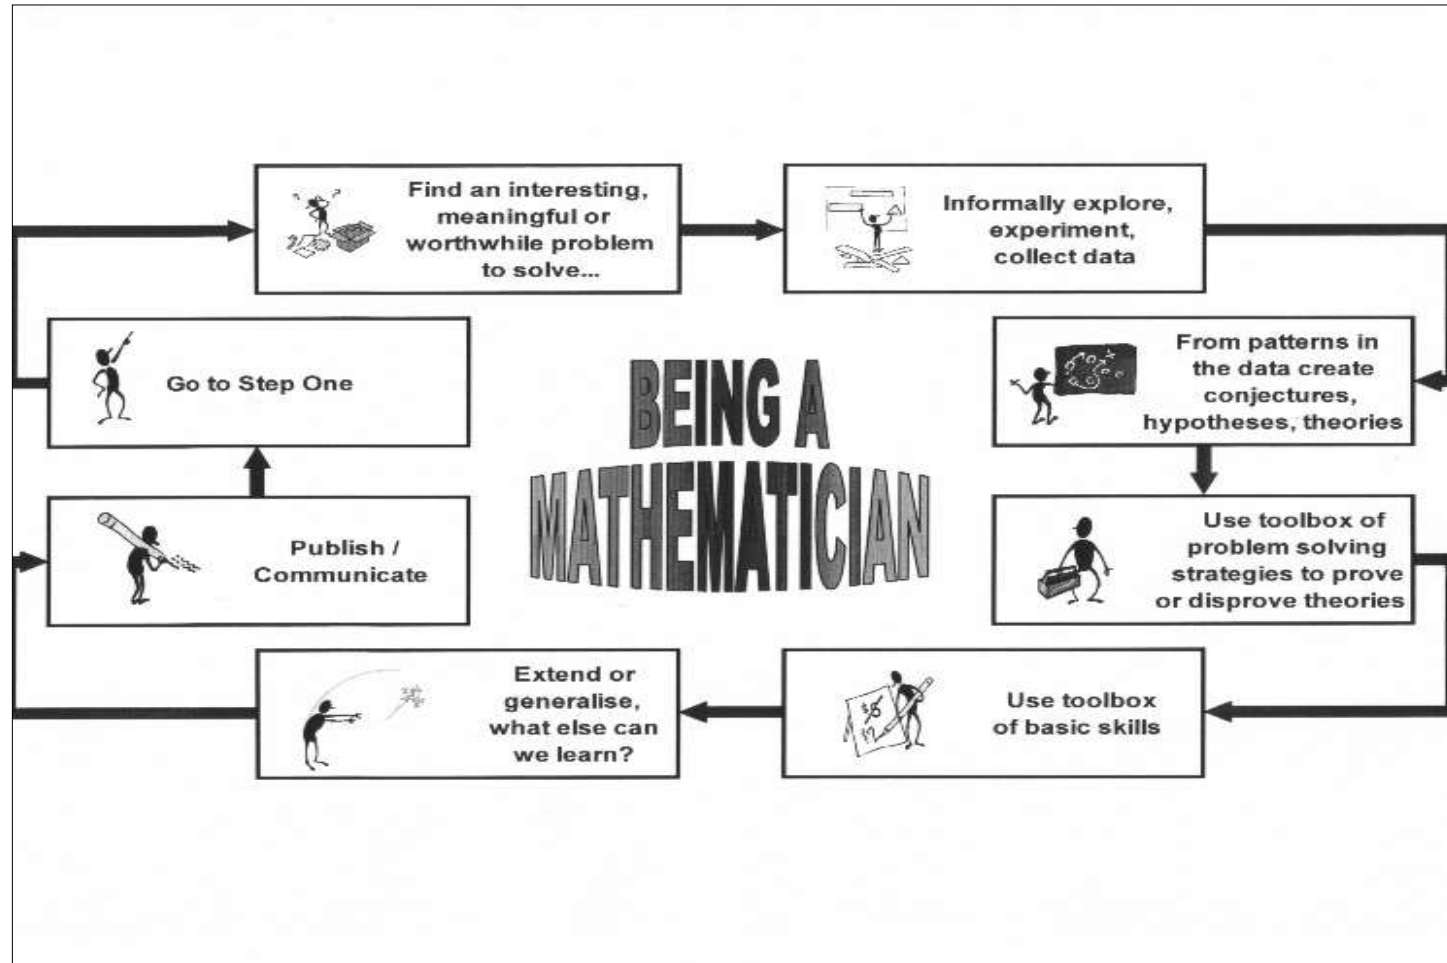 Find an interesting,
meaningful or
worthwhile problem
to solve...
Informally explore,
experiment,
collect data
From patterns in
the data create
conjectures,
hypotheses, theories
Use toolbox of
problem solving
strategies to prove
or disprove theories
Use toolbox
of basic skills
Extend or
generalise,
what else can
we learn?
Publish /
Communicate
Go to Step One
BEING A
MATHEMATICIAN